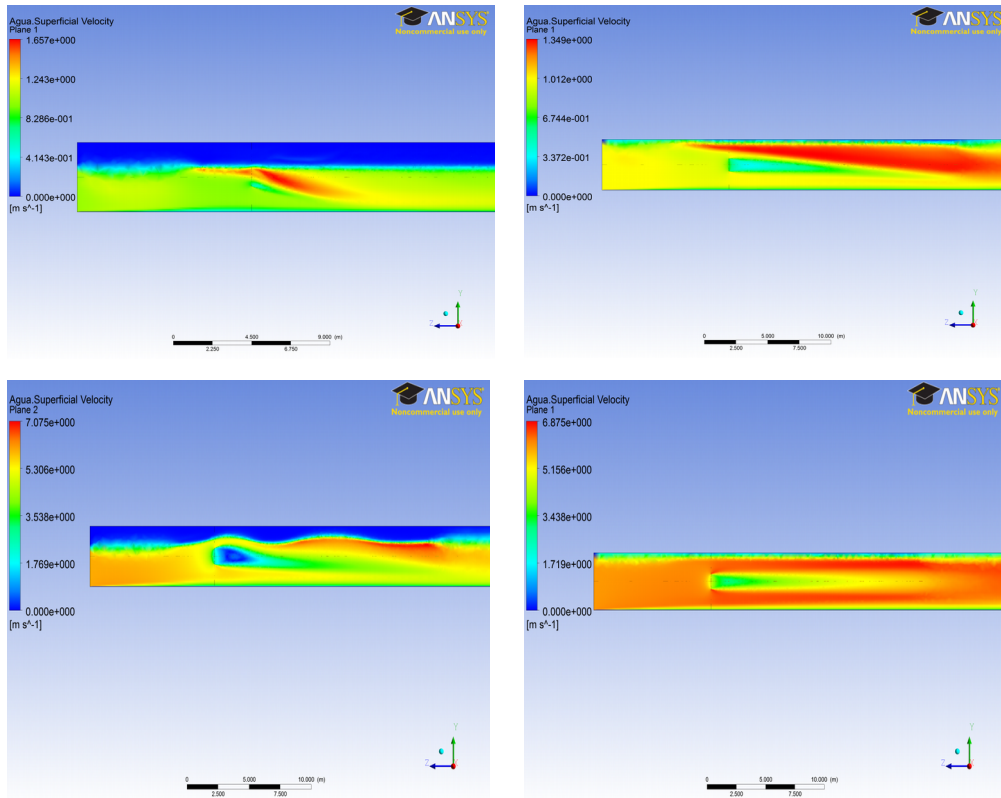 Agua.Superficial Velocity
Plane 1
1.657e+000
1.243e+000
8.286e-001
4.143e-001
0.000e+000
[m s^-1]
ANSYS
Noncommercial use only
Y
Z
0 4.500 9.000 (m)
2.250 6.750
Agua.Superficial Velocity
Plane 1
1.349e+000
1.012e+000
6.744e-001
3.372e-001
0.000e+000
[m s^-1]
ANSYS
Noncommercial use only
Y
Z
0 5.000 10.000 (m)
2.500 7.500
Agua.Superficial Velocity
Plane 2
7.075e+000
5.306e+000
3.538e+000
1.769e+000
0.000e+000
[m s^-1]
ANSYS
Noncommercial use only
Y
Z
0 5.000 10.000 (m)
2.500 7.500
Agua.Superficial Velocity
Plane 1
6.875e+000
5.156e+000
3.438e+000
1.719e+000
0.000e+000
[m s^-1]
ANSYS
Noncommercial use only
Y
Z
0 5.000 10.000 (m)
2.500 7.500